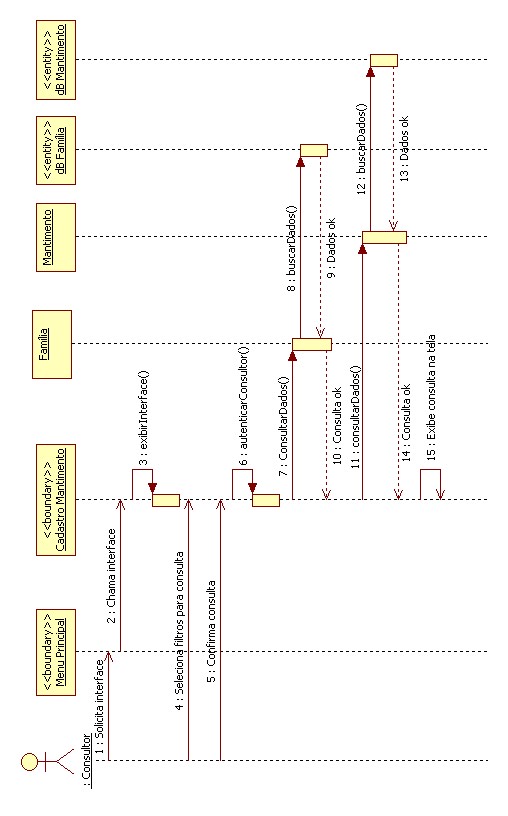 : Consultor
<<boundary>>
Menu Principal
<<boundary>>
Cadastro Mantimento
Família
Mantimento
<<entity>>
dB Família
<<entity>>
dB Mantimento
1 : Solicita interface
2 : Chama interface
3 : exibirInterface()
4 : Seleciona filtros para consulta
5 : Confirma consulta
6 : autenticarConsultor()
7 : ConsultarDados()
8 : buscarDados()
9 : Dados ok
10 : Consulta ok
11 : consultarDados()
12 : buscarDados()
13 : Dados ok
14 : Consulta ok
15 : Exibe consulta na tela